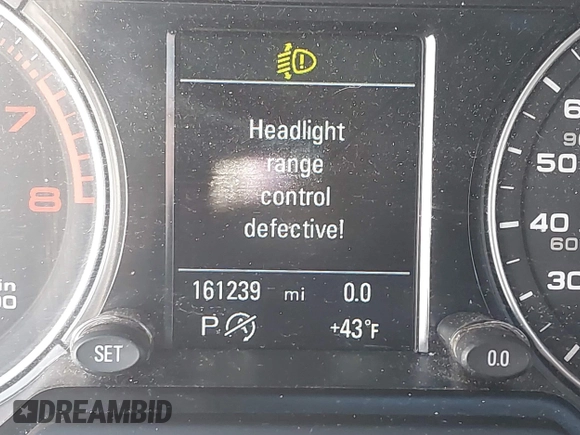 7
8
Headlight
range
control
defective!
161239 mi 0.0
P +43°F
SET
0.0
50
40
60
30
DREAMBID